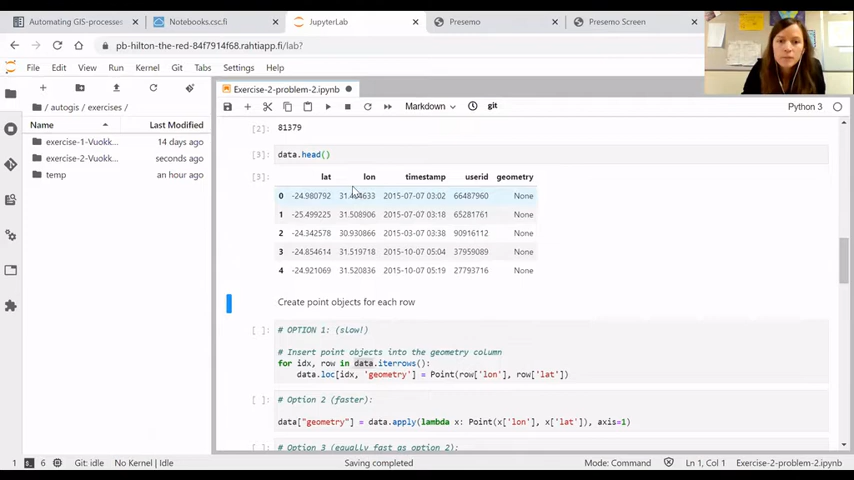 Automating GIS-processes
Notebooks.csc.fi
JupyterLab
Presemo
Presemo Screen
pb-hilton-the-red-84f7914f68.rahtiapp.fi/lab?
File Edit View Run Kernel Git Tabs Settings Help
Exercise-2-problem-2.ipynb
Markdown
git
Python 3
/ autogis / exercises /
Name
Last Modified
exercise-1-Vuokk...
14 days ago
exercise-2-Vuokk...
seconds ago
temp
an hour ago
[2]: 81379
[3]: data.head()
[3]: lat lon timestamp userid geometry
0 -24.980792 2015-07-07 03:02 66487960 None
1 -25.499225 31.508906 2015-07-07 03:18 65281761 None
2 -24.342578 30.930866 2015-03-07 03:38 90916112 None
3 -24.854614 31.519718 2015-10-07 05:04 37959089 None
4 -24.921069 31.520836 2015-10-07 05:19 27793716 None
Create point objects for each row
[ ]: # OPTION 1: (slow!)
# Insert point objects into the geometry column
for idx, row in data.iterrows():
data.loc[idx, 'geometry'] = Point(row['lon'], row['lat'])
[ ]: # Option 2 (faster):
data["geometry"] = data.apply(lambda x: Point(x['lon'], x['lat']), axis=1)
[ ]: # Option 3 (equally fast as option 2):
1 6 Git: idle No Kernel | Idle
Saving completed
Mode: Command
Ln 1, Col 1
Exercise-2-problem-2.ipynb